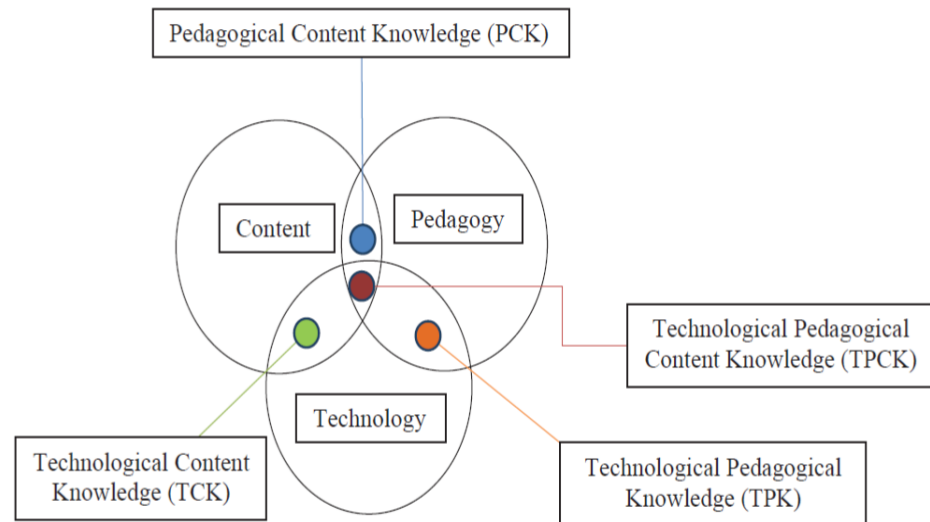 Pedagogical Content Knowledge (PCK)
Content
Pedagogy
Technological Pedagogical
Content Knowledge (TPCK)
Technology
Technological Content
Knowledge (TCK)
Technological Pedagogical
Knowledge (TPK)